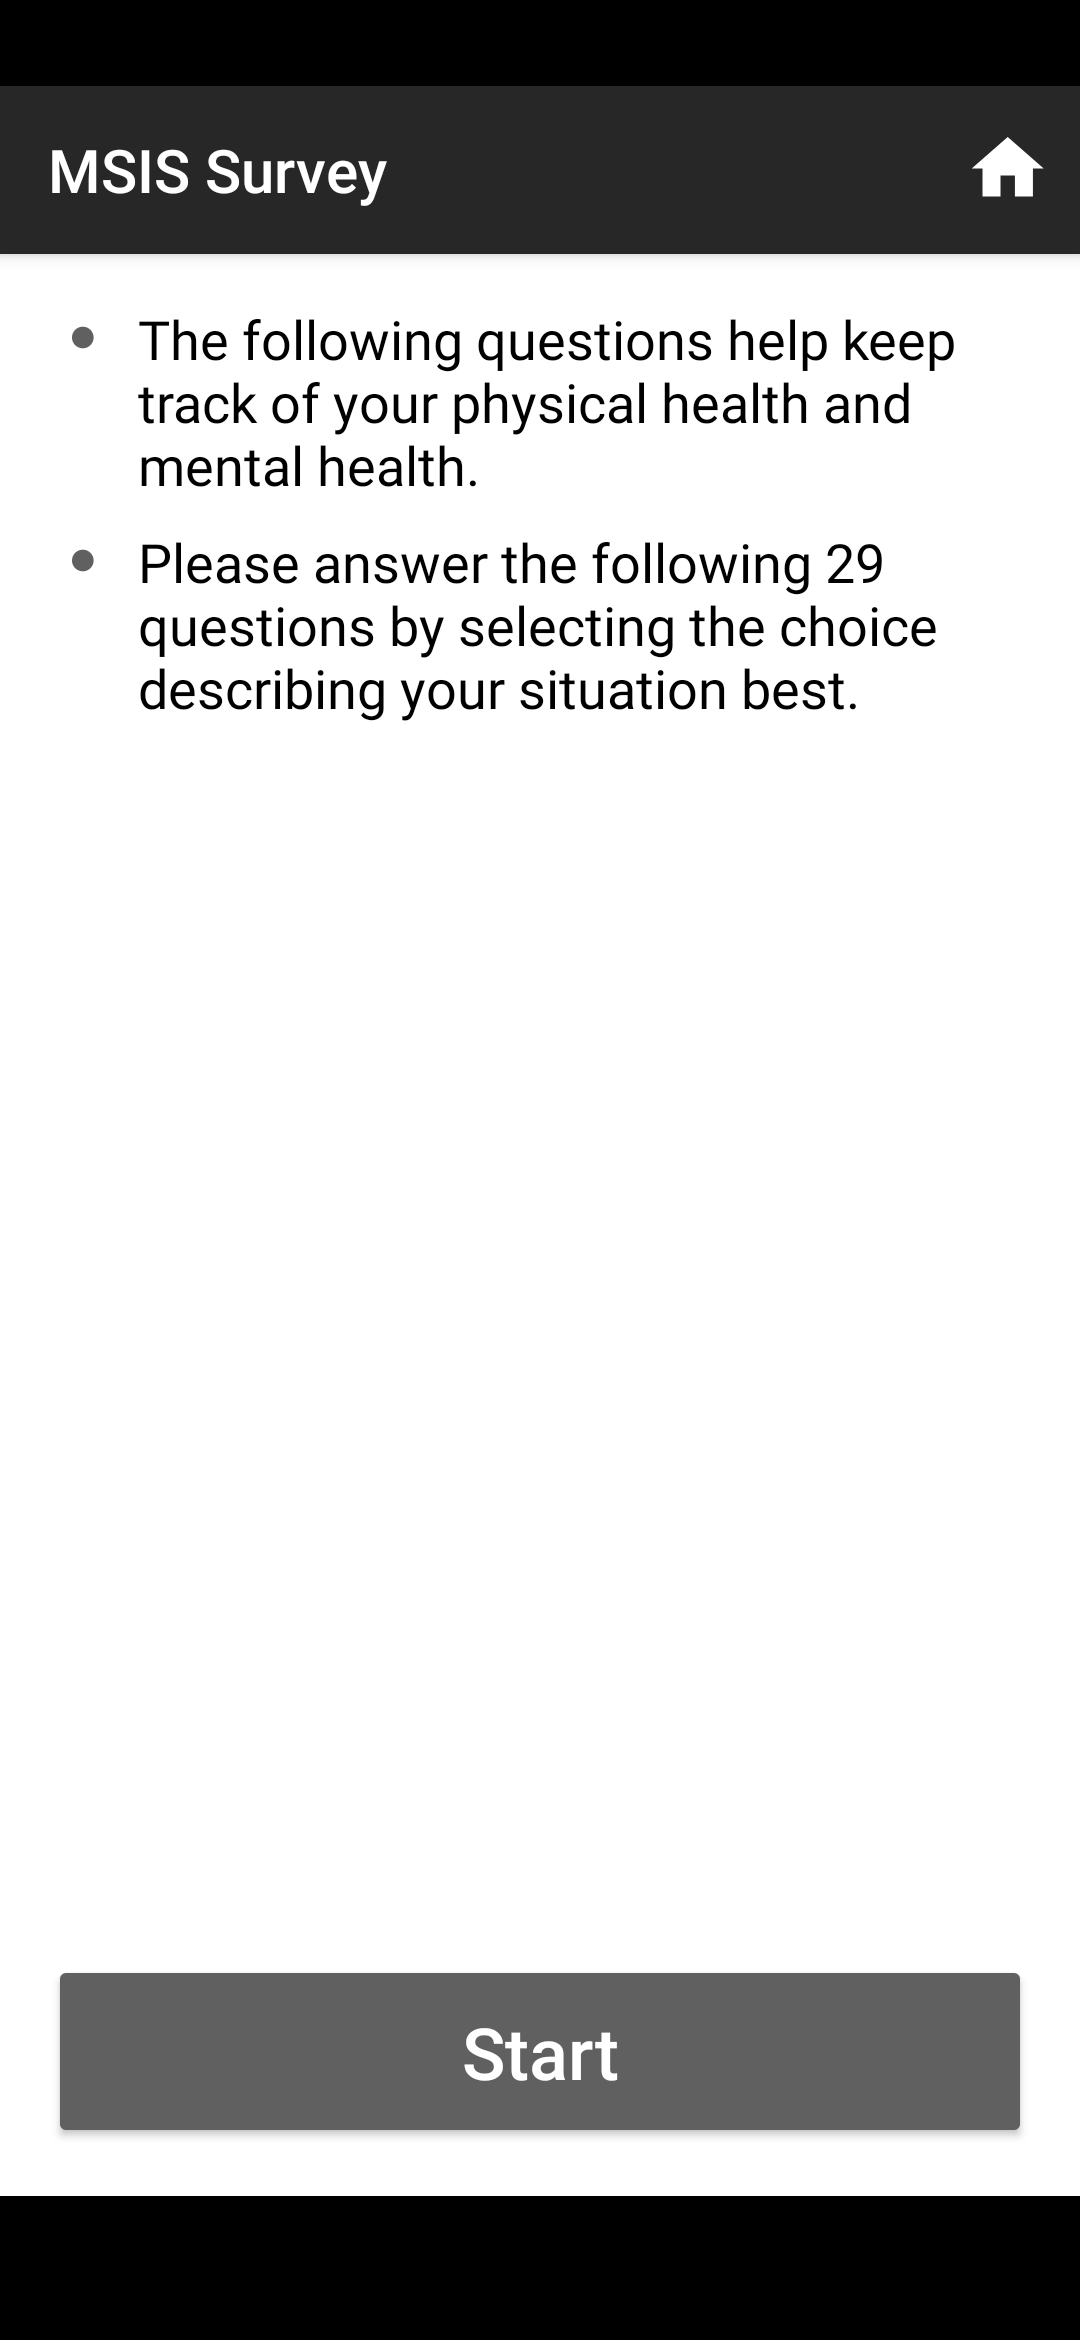 MSIS Survey
The following questions help keep
track of your physical health and
mental health.
Please answer the following 29
questions by selecting the choice
describing your situation best.
Start